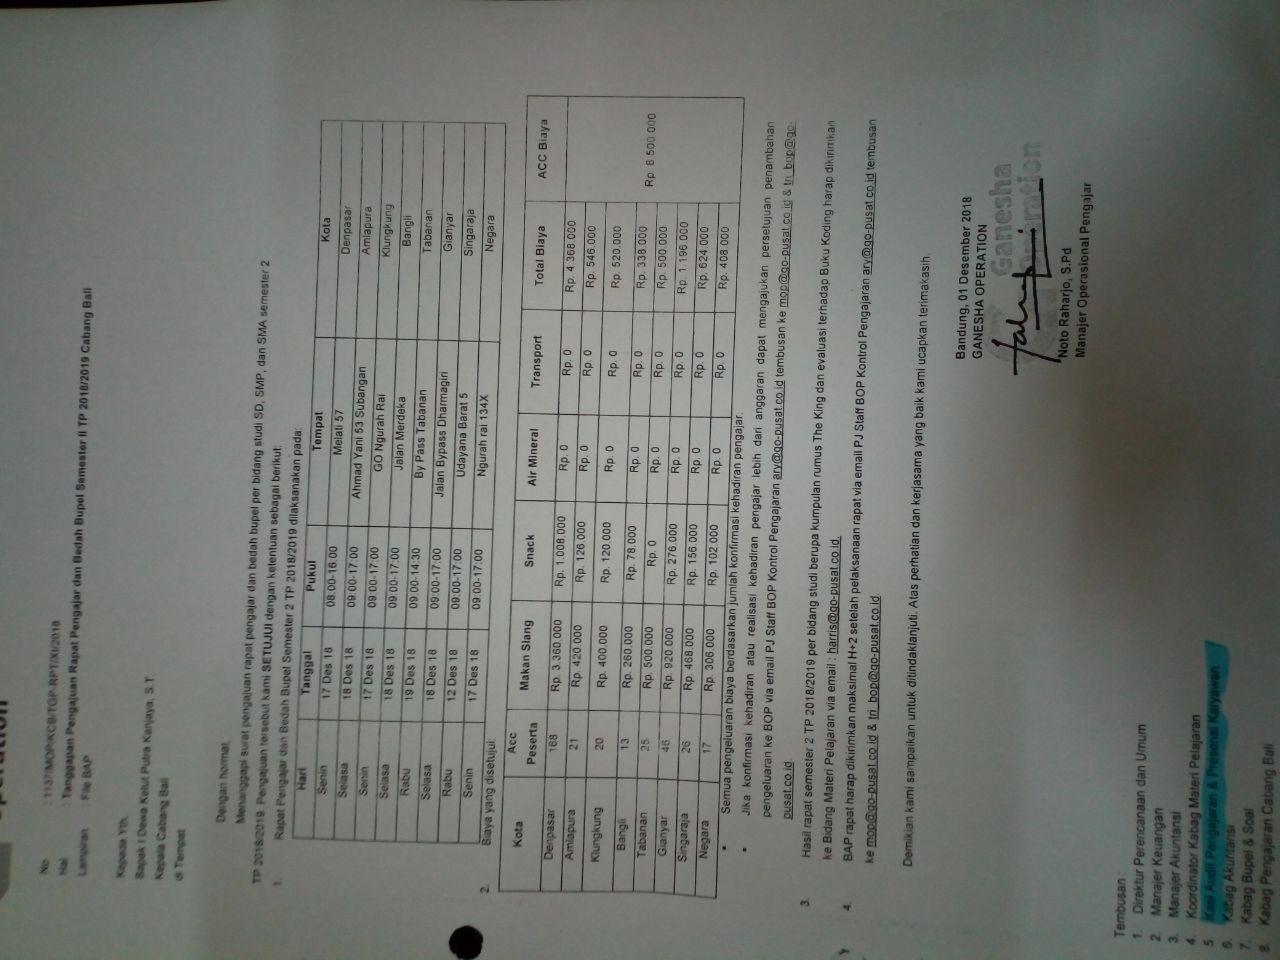 No : 1137/MOP/KCB/TGP-RPT/XI/2018
Hal : Tanggapan Pengajuan Rapat Pengajar dan Bedah Bupel Semester II TP 2018/2019 Cabang Bali
Lampiran : File BAP
Kepada Yth.
Bapak I Dewa Ketut Putra Kanjaya, S.T.
Kepala Cabang Bali
di Tempat
Dengan hormat,
Menanggapi surat pengajuan rapat pengajar dan bedah bupel per bidang studi SD, SMP, dan SMA semester 2
TP 2018/2019. Pengajuan tersebut kami SETUJUI dengan ketentuan sebagai berikut:
1. Rapat Pengajar dan Bedah Bupel Semester 2 TP 2018/2019 dilaksanakan pada:
Hari Tanggal Pukul Tempat Kota
Senin 17 Des 18 08:00-16:00 Melati 57 Denpasar
Selasa 18 Des 18 09:00-17:00 Ahmad Yani 53 Subangan Amlapura
Senin 17 Des 18 09:00-17:00 GO Ngurah Rai Klungkung
Selasa 18 Des 18 09:00-17:00 Jalan Merdeka Bangli
Rabu 19 Des 18 09:00-14:30 By Pass Tabanan Tabanan
Selasa 18 Des 18 09:00-17:00 Jalan Bypass Dharmagiri Gianyar
Rabu 12 Des 18 09:00-17:00 Udayana Barat 5 Singaraja
Senin 17 Des 18 09:00-17:00 Ngurah rai 134X Negara
2. Biaya yang disetujui:
Kota Acc Peserta Makan Siang Snack Air Mineral Transport Total Biaya ACC Biaya
Denpasar 168 Rp. 3.360.000 Rp. 1.008.000 Rp. 0 Rp. 0 Rp. 4.368.000
Amlapura 21 Rp. 420.000 Rp. 126.000 Rp. 0 Rp. 0 Rp. 546.000
Klungkung 20 Rp. 400.000 Rp. 120.000 Rp. 0 Rp. 0 Rp. 520.000
Bangli 13 Rp. 260.000 Rp. 78.000 Rp. 0 Rp. 0 Rp. 338.000 Rp. 8.500.000
Tabanan 25 Rp. 500.000 Rp. 0 Rp. 0 Rp. 0 Rp. 500.000
Gianyar 46 Rp. 920.000 Rp. 276.000 Rp. 0 Rp. 0 Rp. 1.196.000
Singaraja 26 Rp. 468.000 Rp. 156.000 Rp. 0 Rp. 0 Rp. 624.000
Negara 17 Rp. 306.000 Rp. 102.000 Rp. 0 Rp. 0 Rp. 408.000
• Semua pengeluaran biaya berdasarkan jumlah konfirmasi kehadiran pengajar.
• Jika konfirmasi kehadiran atau realisasi kehadiran pengajar lebih dari anggaran dapat mengajukan persetujuan penambahan
pengeluaran ke BOP via email PJ Staff BOP Kontrol Pengajaran ary@go-pusat.co.id tembusan ke mop@go-pusat.co.id & tri_bop@go-
pusat.co.id
3. Hasil rapat semester 2 TP 2018/2019 per bidang studi berupa kumpulan rumus The King dan evaluasi terhadap Buku Koding harap dikirimkan
ke Bidang Materi Pelajaran via email : harris@go-pusat.co.id.
4. BAP rapat harap dikirimkan maksimal H+2 setelah pelaksanaan rapat via email PJ Staff BOP Kontrol Pengajaran ary@go-pusat.co.id tembusan
ke mop@go-pusat.co.id & tri_bop@go-pusat.co.id
Demikian kami sampaikan untuk ditindaklanjuti. Atas perhatian dan kerjasama yang baik kami ucapkan terimakasih.
Bandung, 01 Desember 2018
GANESHA OPERATION
Ganesha
Operation
Noto Raharjo, S.Pd
Manajer Operasional Pengajar
Tembusan :
1. Direktur Perencanaan dan Umum
2. Manajer Keuangan
3. Manajer Akuntansi
4. Koordinator Kabag Materi Pelajaran
5. Kasi Audit Pengajaran & Presensi Karyawan
6. Kabag Akuntansi
7. Kabag Bupel & Soal
8. Kabag Pengajaran Cabang Bali